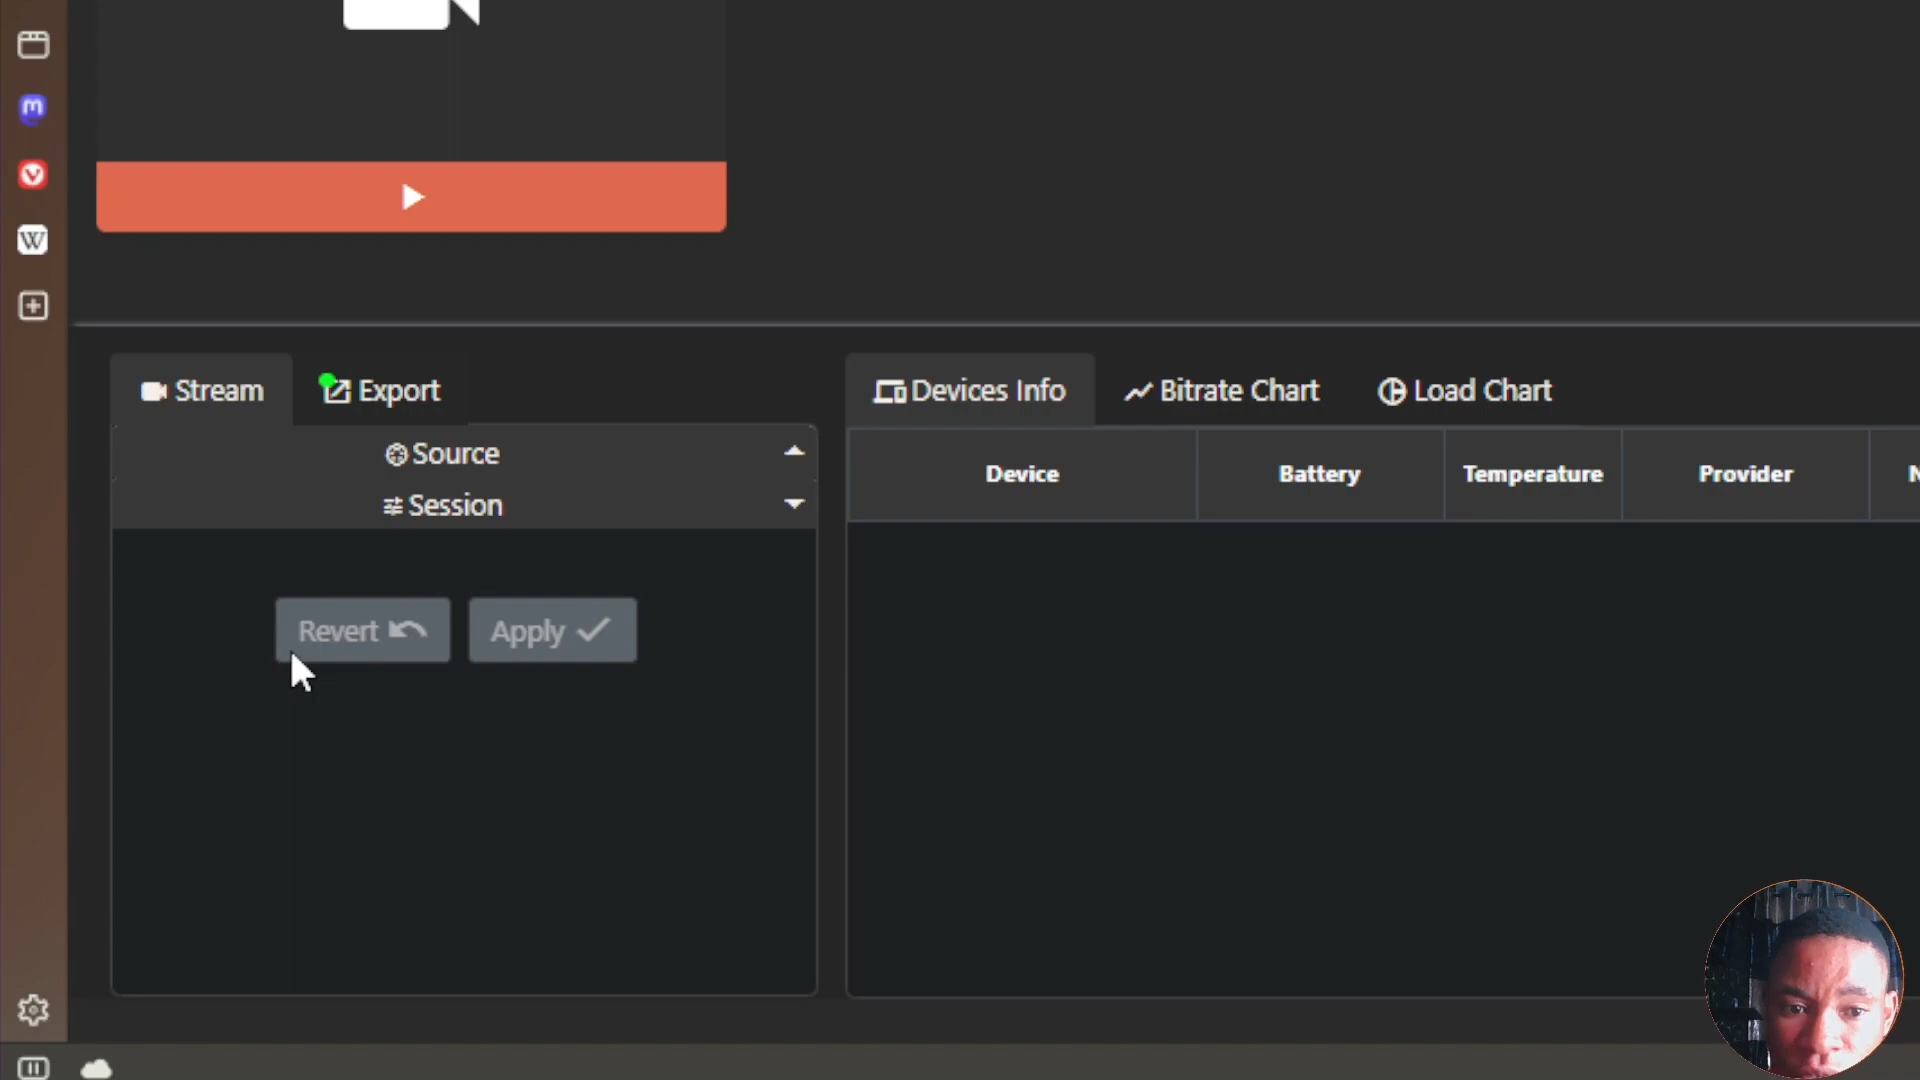 Stream
Export
Source
Session
Revert
Apply
Devices Info
Bitrate Chart
Load Chart
Device
Battery
Temperature
Provider